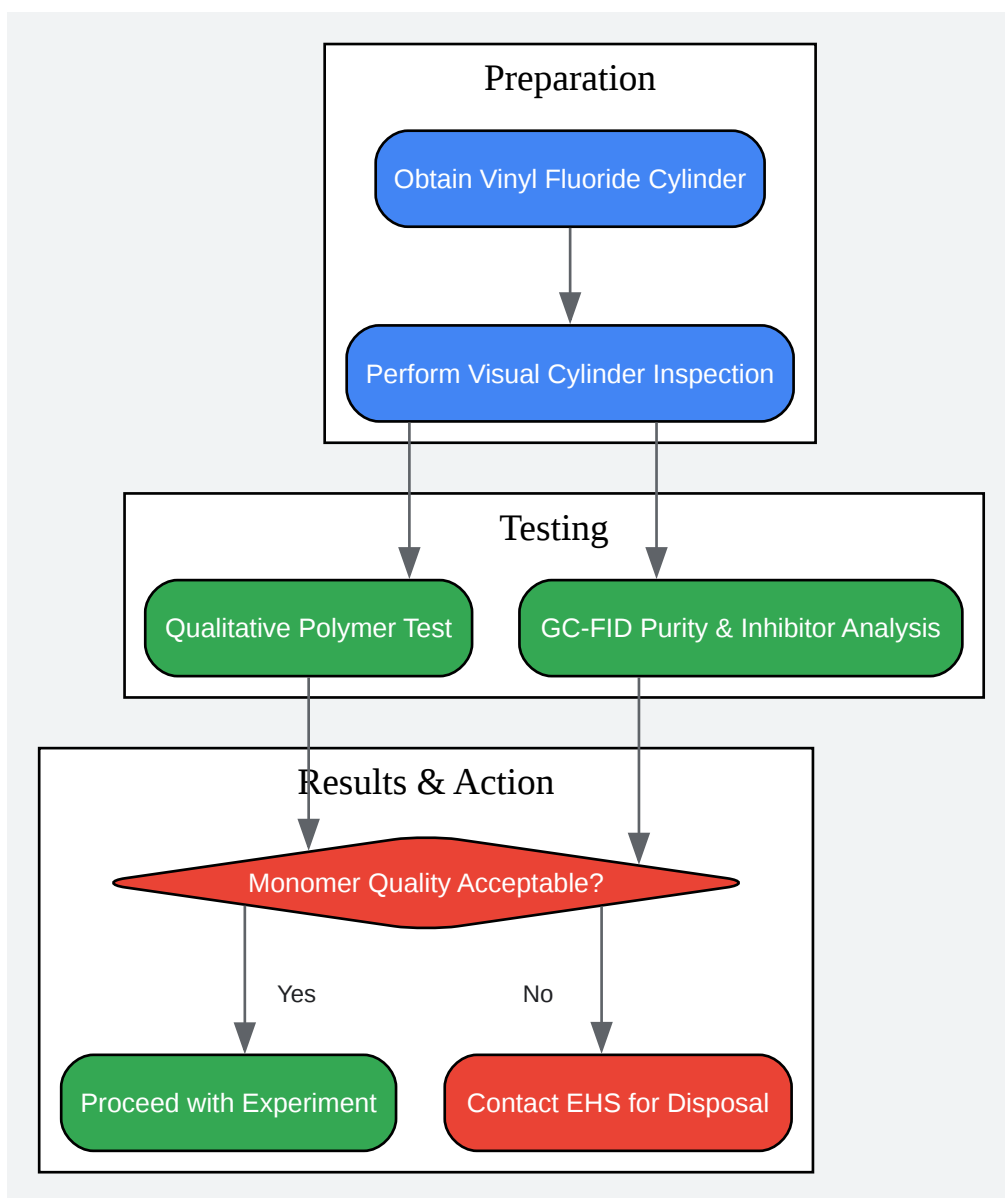 Preparation
Obtain Vinyl Fluoride Cylinder
Perform Visual Cylinder Inspection
Testing
Qualitative Polymer Test
GC-FID Purity & Inhibitor Analysis
Results & Action
Monomer Quality Acceptable?
Yes
No
Proceed with Experiment
Contact EHS for Disposal